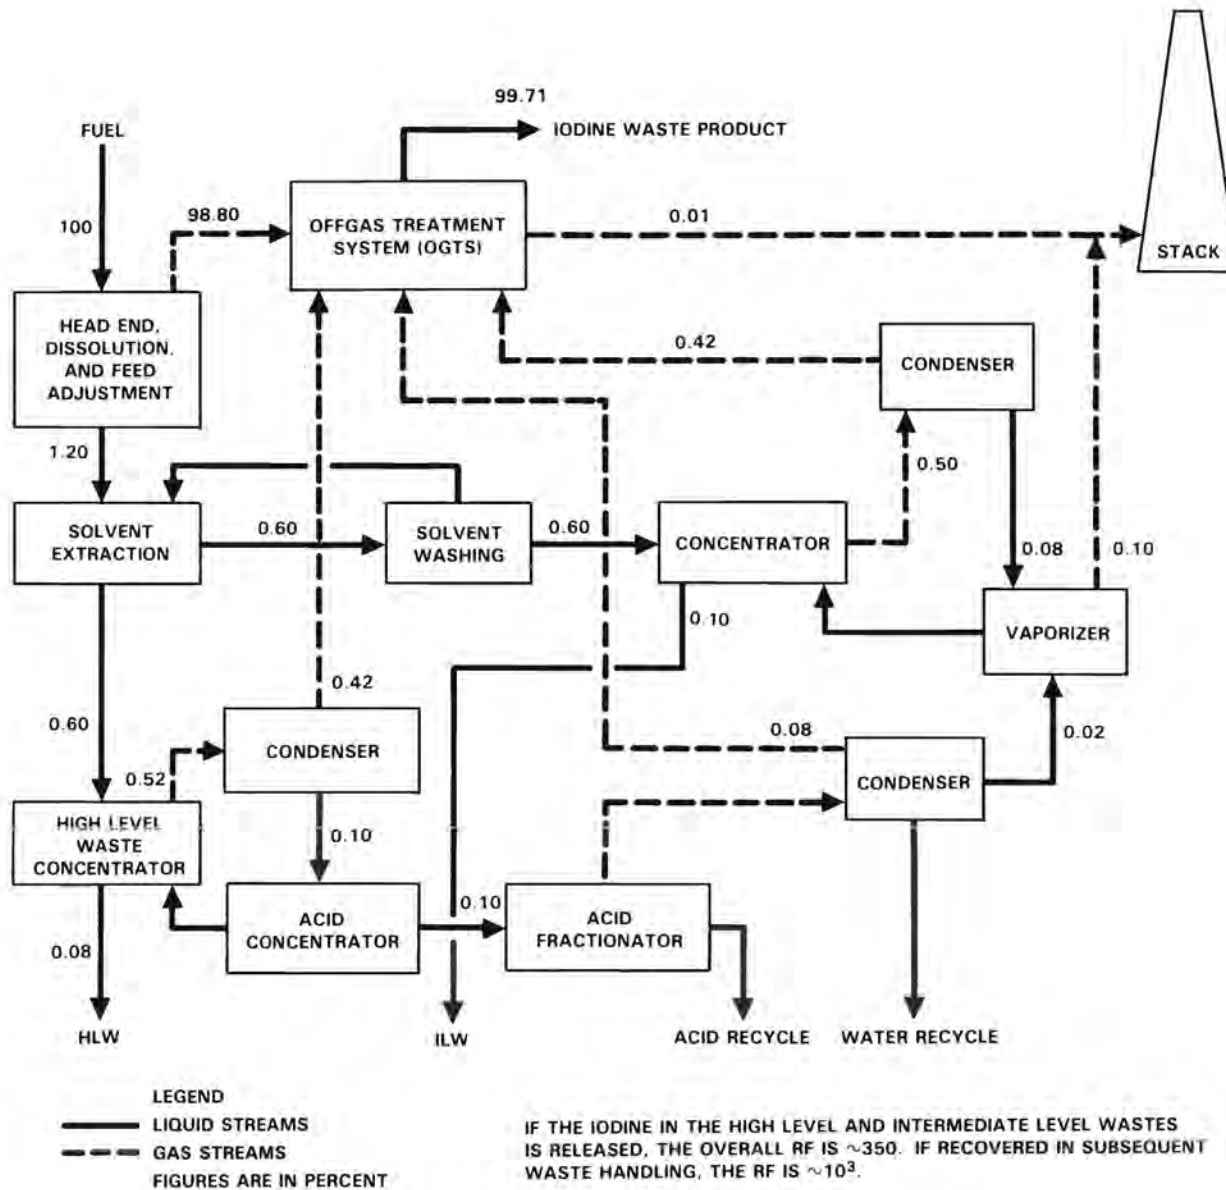 99.71
IODINE WASTE PRODUCT
FUEL
100
98.80
OFFGAS TREATMENT
SYSTEM (OGTS)
0.01
STACK
HEAD END,
DISSOLUTION,
AND FEED
ADJUSTMENT
0.42
CONDENSER
1.20
0.50
SOLVENT
EXTRACTION
0.60
SOLVENT
WASHING
0.60
CONCENTRATOR
0.08
0.10
0.10
VAPORIZER
0.60
0.42
CONDENSER
0.08
0.02
CONDENSER
0.52
HIGH LEVEL
WASTE
CONCENTRATOR
0.10
ACID
CONCENTRATOR
0.10
ACID
FRACTIONATOR
0.08
HLW
ILW
ACID RECYCLE
WATER RECYCLE
LEGEND
LIQUID STREAMS
GAS STREAMS
FIGURES ARE IN PERCENT
IF THE IODINE IN THE HIGH LEVEL AND INTERMEDIATE LEVEL WASTES
IS RELEASED, THE OVERALL RF IS ~350. IF RECOVERED IN SUBSEQUENT
WASTE HANDLING, THE RF IS ~10³.